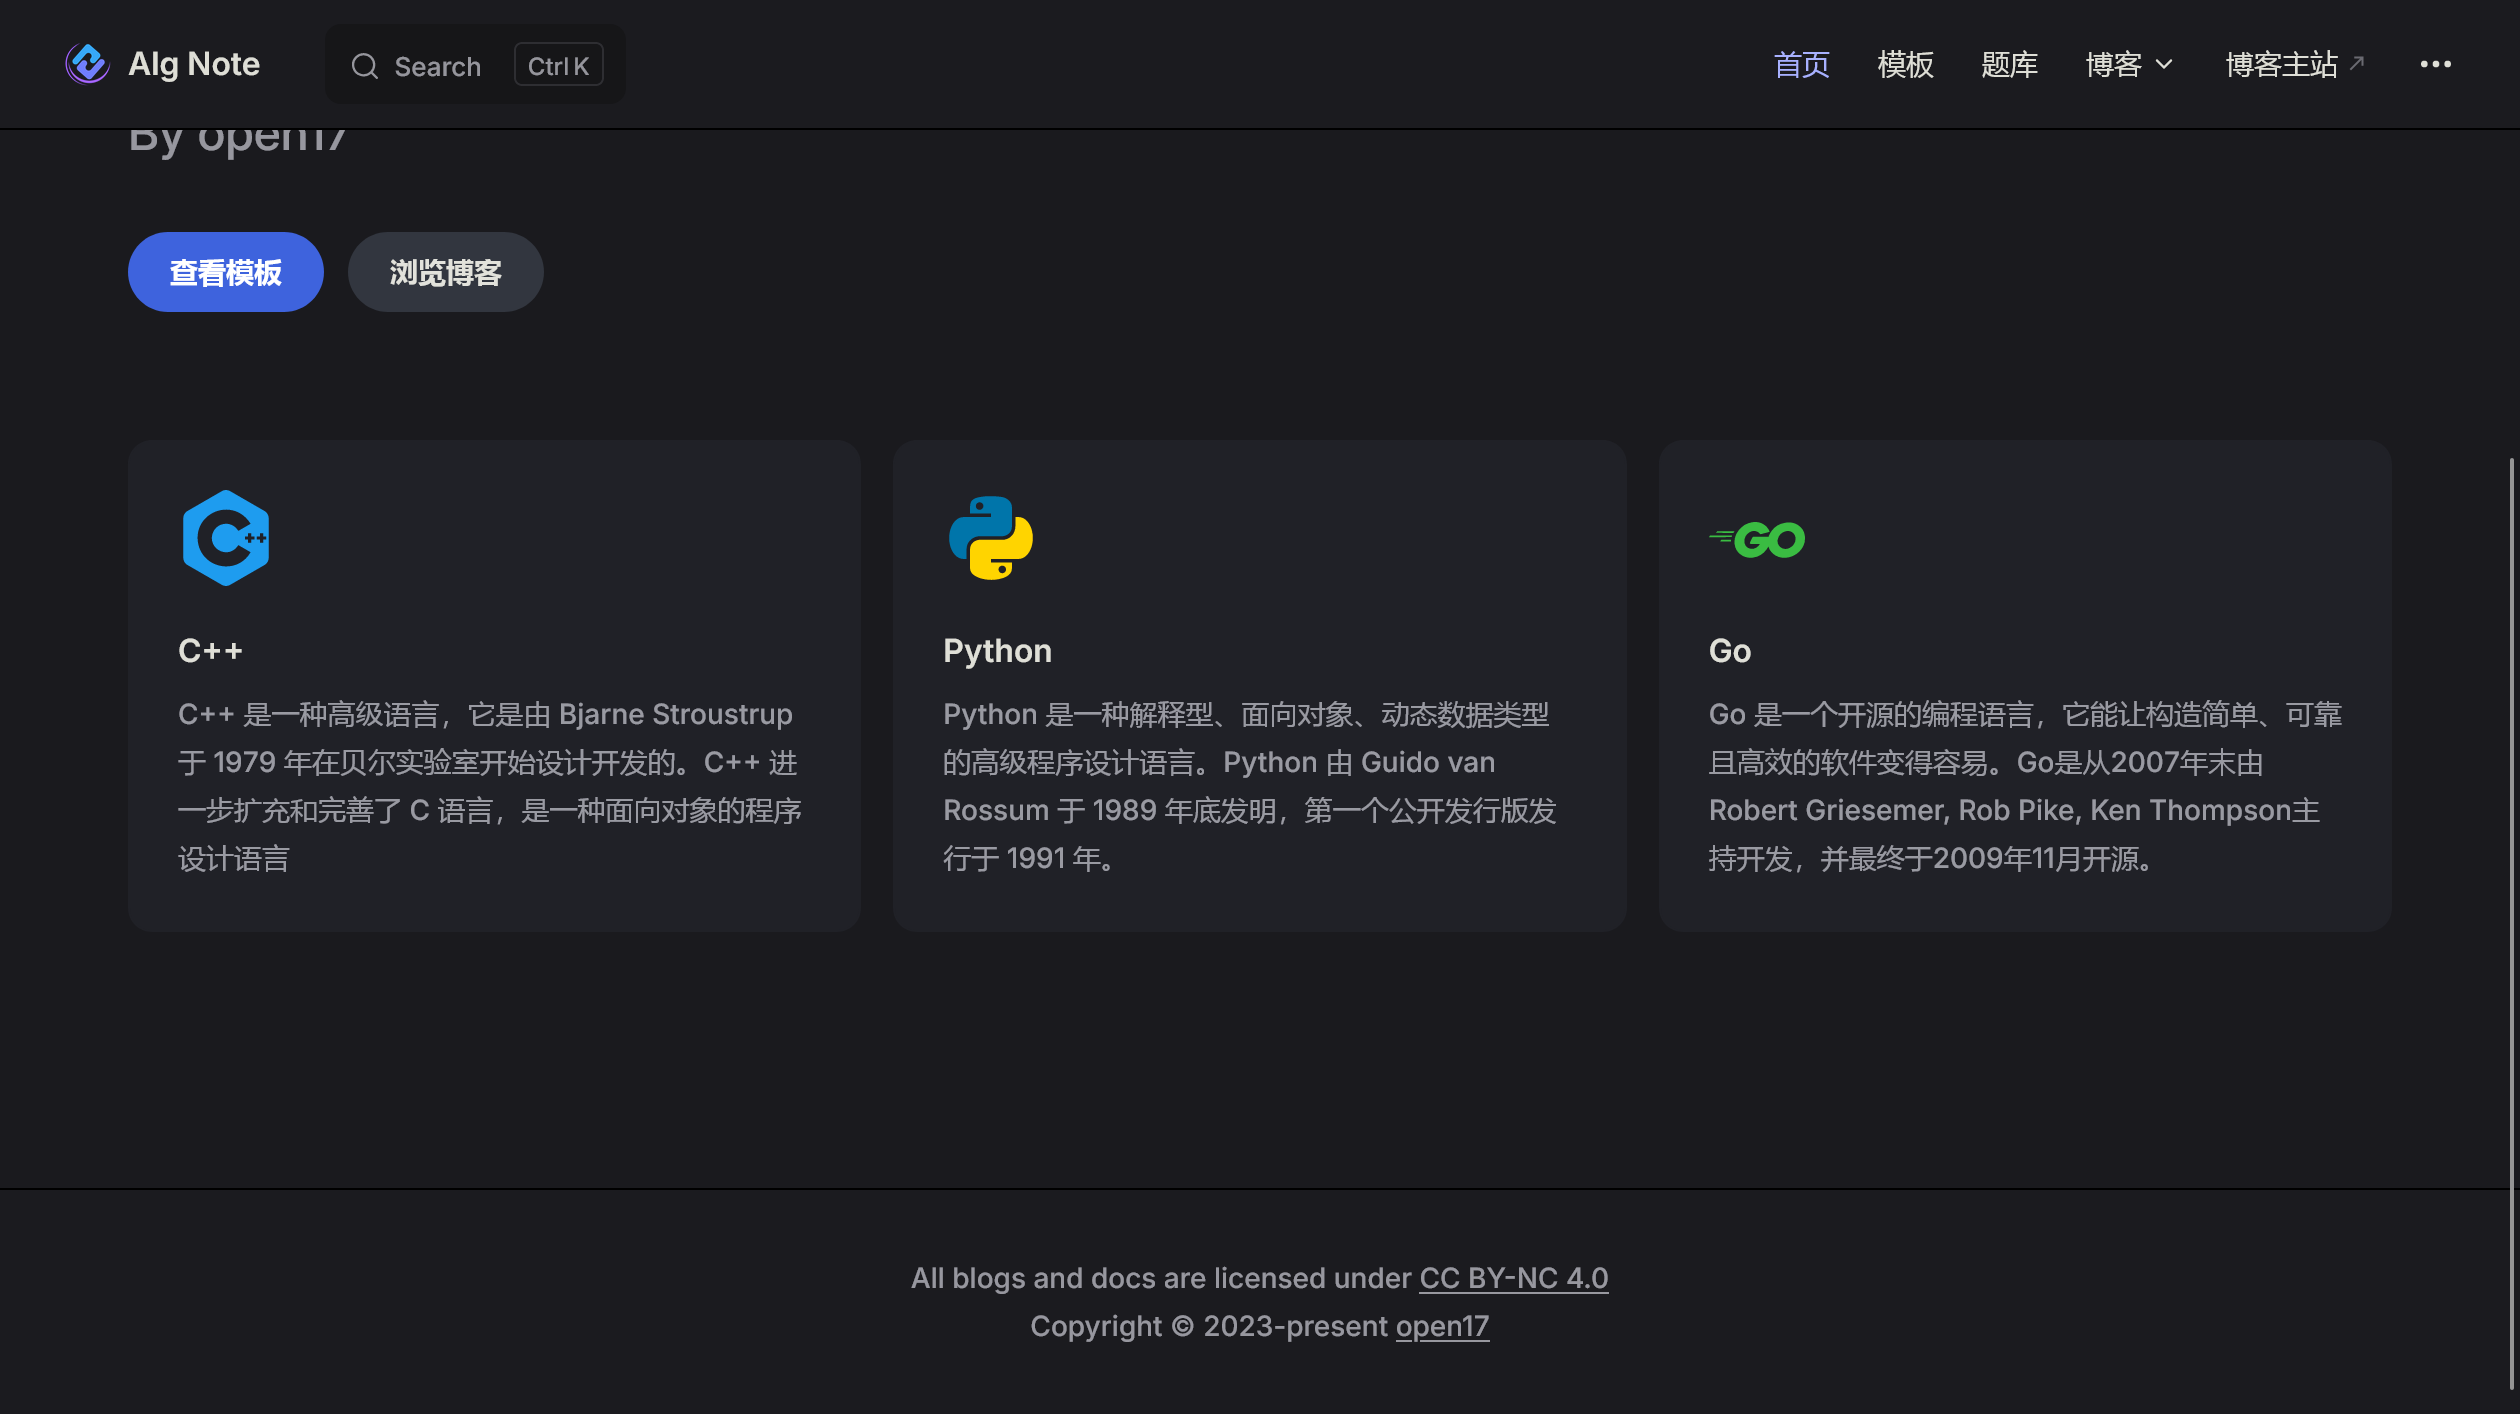 Alg Note
Search
Ctrl K
首页
模板
题库
博客
博客主站
By open17
查看模板
浏览博客
C++
C++ 是一种高级语言，它是由 Bjarne Stroustrup
于 1979 年在贝尔实验室开始设计开发的。C++ 进
一步扩充和完善了 C 语言，是一种面向对象的程序
设计语言
Python
Python 是一种解释型、面向对象、动态数据类型
的高级程序设计语言。Python 由 Guido van
Rossum 于 1989 年底发明，第一个公开发行版发
行于 1991 年。
GO
Go
Go 是一个开源的编程语言，它能让构造简单、可靠
且高效的软件变得容易。Go是从2007年末由
Robert Griesemer, Rob Pike, Ken Thompson主
持开发，并最终于2009年11月开源。
All blogs and docs are licensed under CC BY-NC 4.0
Copyright © 2023-present open17